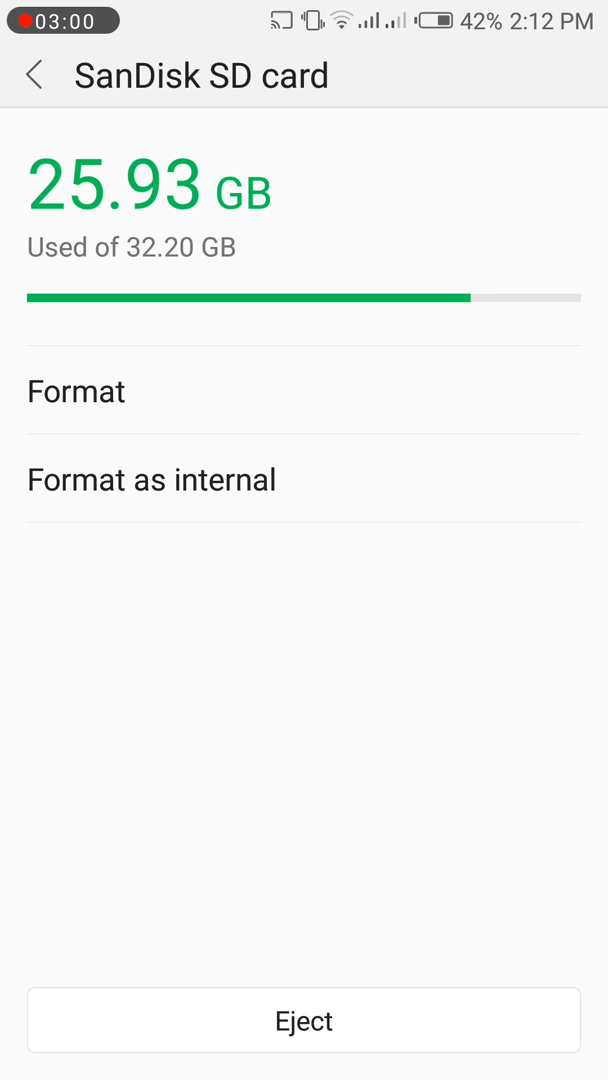 03:00 42% 2:12 PM
SanDisk SD card
25.93 GB
Used of 32.20 GB
Format
Format as internal
Eject